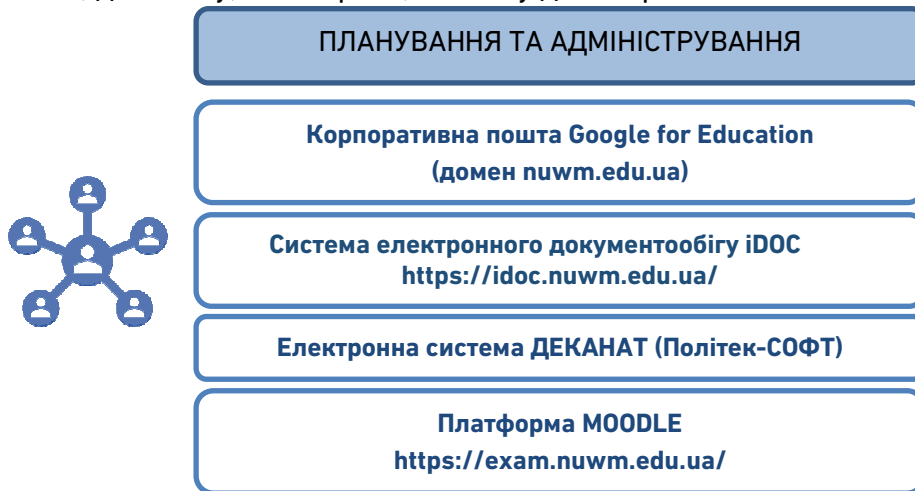 ПЛАНУВАННЯ ТА АДМІНІСТРУВАННЯ
Корпоративна пошта Google for Education
(домен nuwm.edu.ua)
Система електронного документообігу iDOC
https://idoc.nuwm.edu.ua/
Електронна система ДЕКАНАТ (Політек-СОФТ)
Платформа MOODLE
https://exam.nuwm.edu.ua/